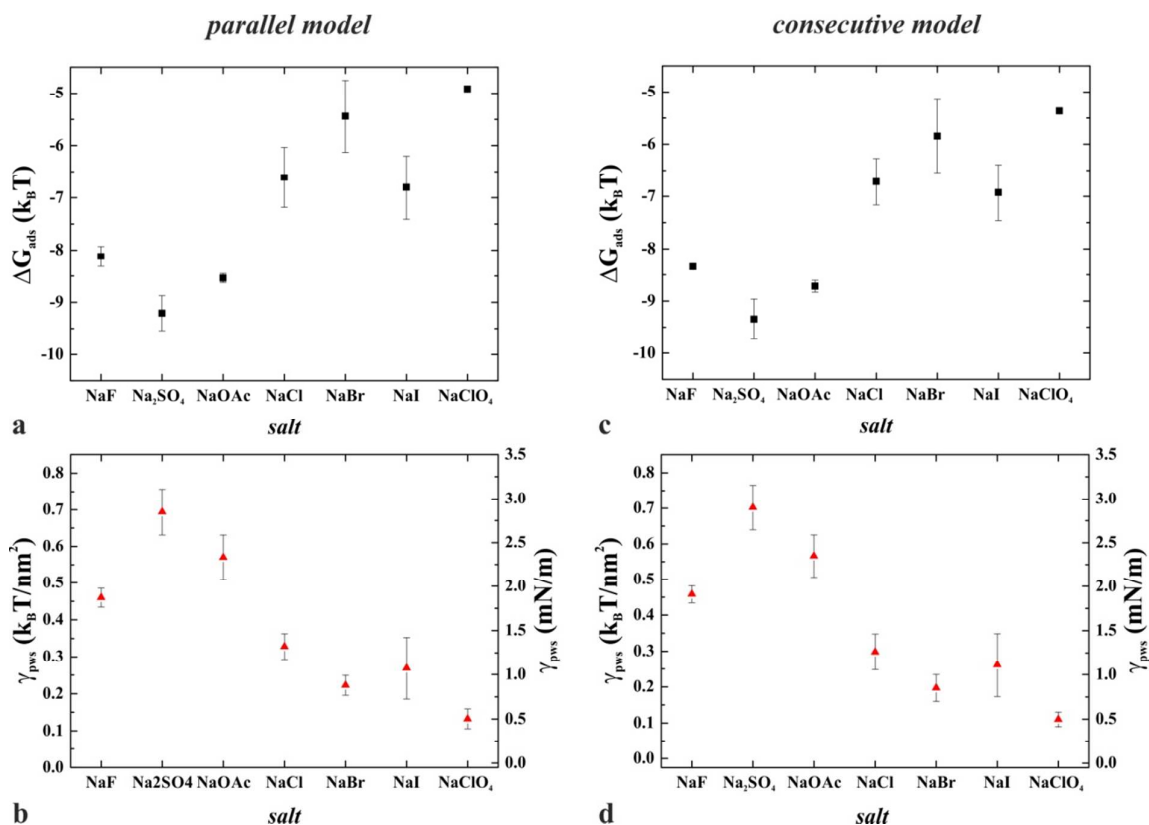 parallel model
consecutive model
ΔG_ads (k_BT)
-5
-6
-7
-8
-9
-10
NaF Na₂SO₄ NaOAc NaCl NaBr NaI NaClO₄
a
salt
ΔG_ads (k_BT)
-5
-6
-7
-8
-9
-10
NaF Na₂SO₄ NaOAc NaCl NaBr NaI NaClO₄
c
salt
γ_pws (k_BT/nm²)
0.8
0.7
0.6
0.5
0.4
0.3
0.2
0.1
0.0
3.5
3.0
2.5
2.0
1.5
1.0
0.5
0.0
γ_pws (mN/m)
NaF Na2SO4 NaOAc NaCl NaBr NaI NaClO₄
b
salt
γ_pws (k_BT/nm²)
0.8
0.7
0.6
0.5
0.4
0.3
0.2
0.1
0.0
3.5
3.0
2.5
2.0
1.5
1.0
0.5
0.0
γ_pws (mN/m)
NaF Na₂SO₄ NaOAc NaCl NaBr NaI NaClO₄
d
salt